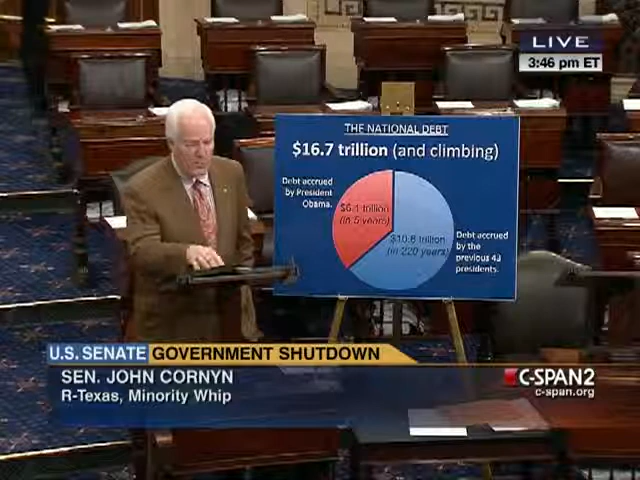 LIVE
3:46 pm ET
THE NATIONAL DEBT
$16.7 trillion (and climbing)
Debt accrued
by President
Obama.
$6.1 trillion
(in 5 years)
$10.6 trillion
(in 220 years)
Debt accrued
by the
previous 43
presidents.
U.S. SENATE GOVERNMENT SHUTDOWN
SEN. JOHN CORNYN
R-Texas, Minority Whip
C-SPAN2
c-span.org